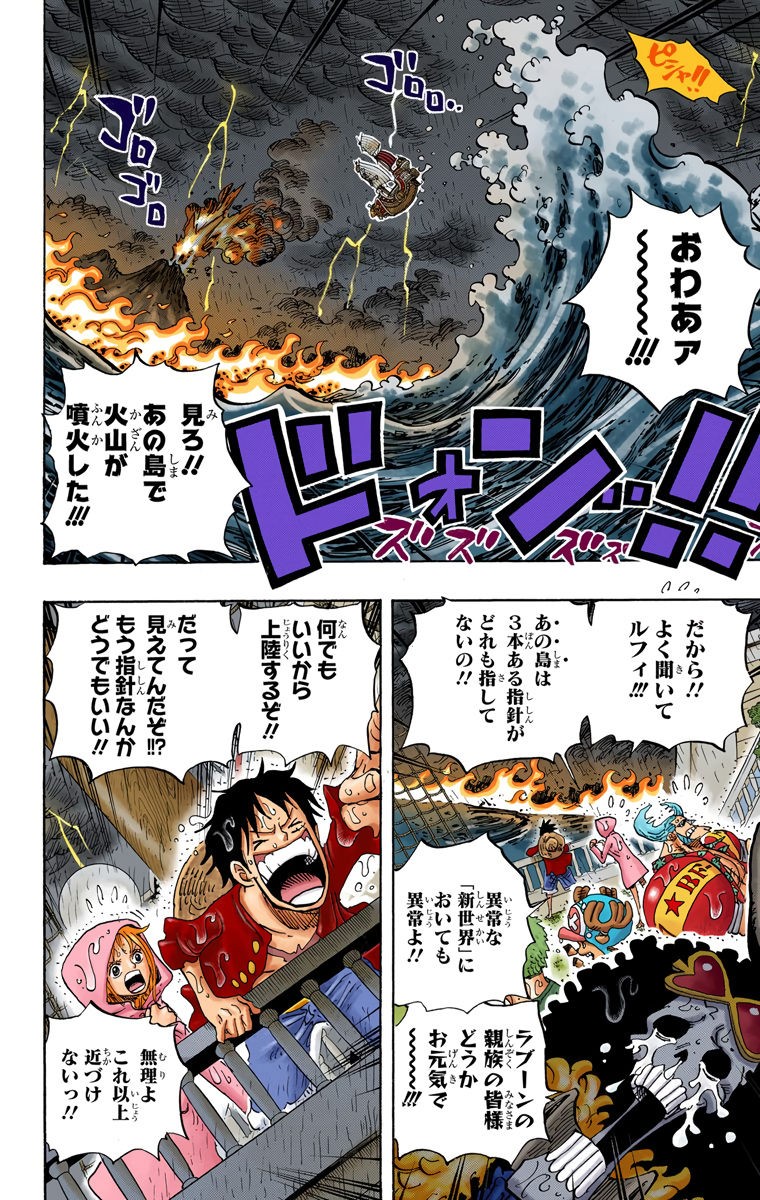 ピシャ!!
ゴロロ‥
ゴロゴロ
おわあァ
〜〜〜〜〜!!!
見ろ!!
あの島で
火山が
噴火した!!!
ドォン‥!!
ズズズ
ズズ
ズ
だから!!
よく聞いて
ルフィ!!!
あの島は
3本ある指針が
どれも指して
ないの!!
異常な
「新世界」に
おいても
異常よ!!
ラブーンの
親族の皆様
どうか
お元気で
〜〜〜!!!
BF
何でも
いいから
上陸するぞ!!
だって
見えてんだぞ!!?
もう指針なんか
どうでもいい!!
無理よ
これ以上
近づけ
ないっ!!